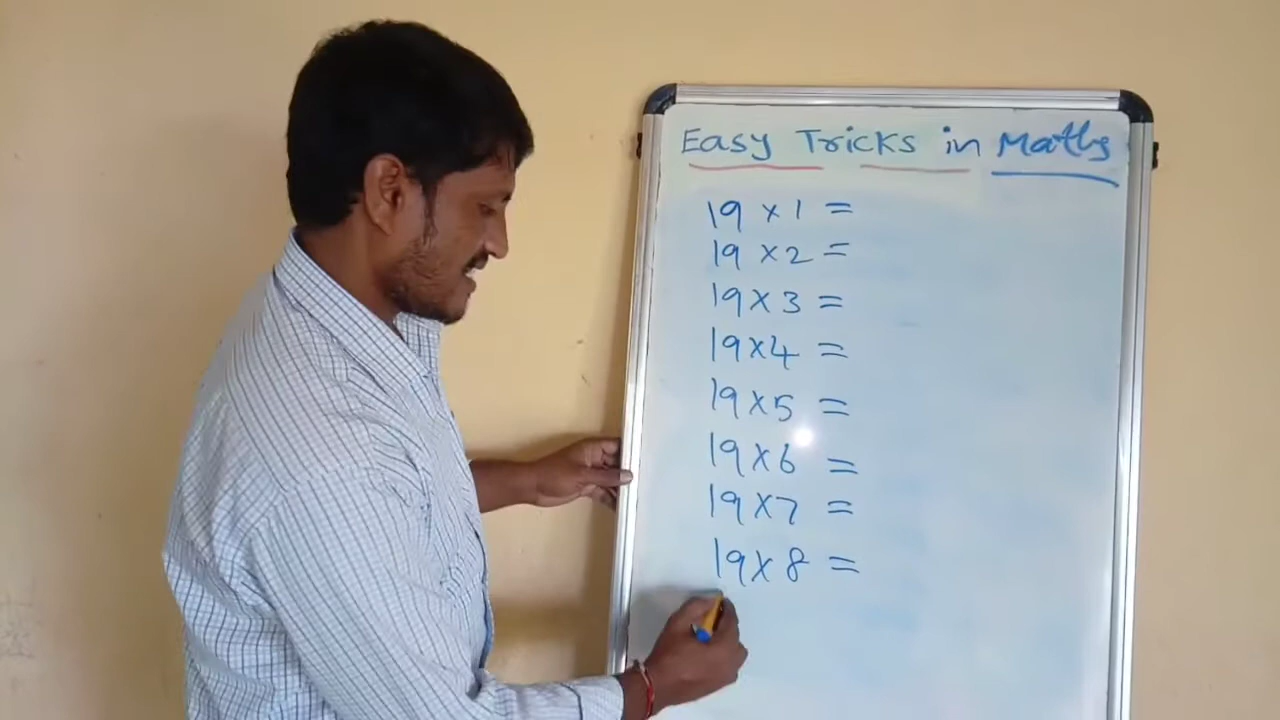 Easy Tricks in Maths
19 × 1 =
19 × 2 =
19 × 3 =
19 × 4 =
19 × 5 =
19 × 6 =
19 × 7 =
19 × 8 =